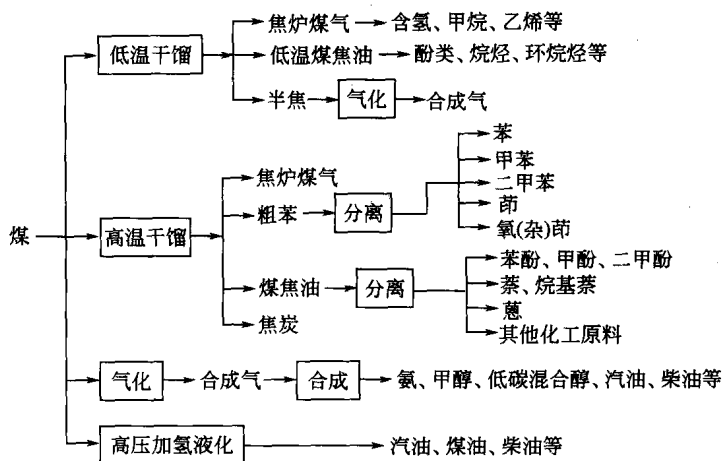 焦炉煤气 含氢、甲烷、乙烯等
低温干馏 低温煤焦油 酚类、烷烃、环烷烃等
半焦 气化 合成气
苯
甲苯
焦炉煤气 二甲苯
粗苯 分离 茚
氧(杂)茚
煤 高温干馏
苯酚、甲酚、二甲酚
煤焦油 分离 萘、烷基萘
蒽
焦炭 其他化工原料
气化 合成气 合成 氨、甲醇、低碳混合醇、汽油、柴油等
高压加氢液化 汽油、煤油、柴油等